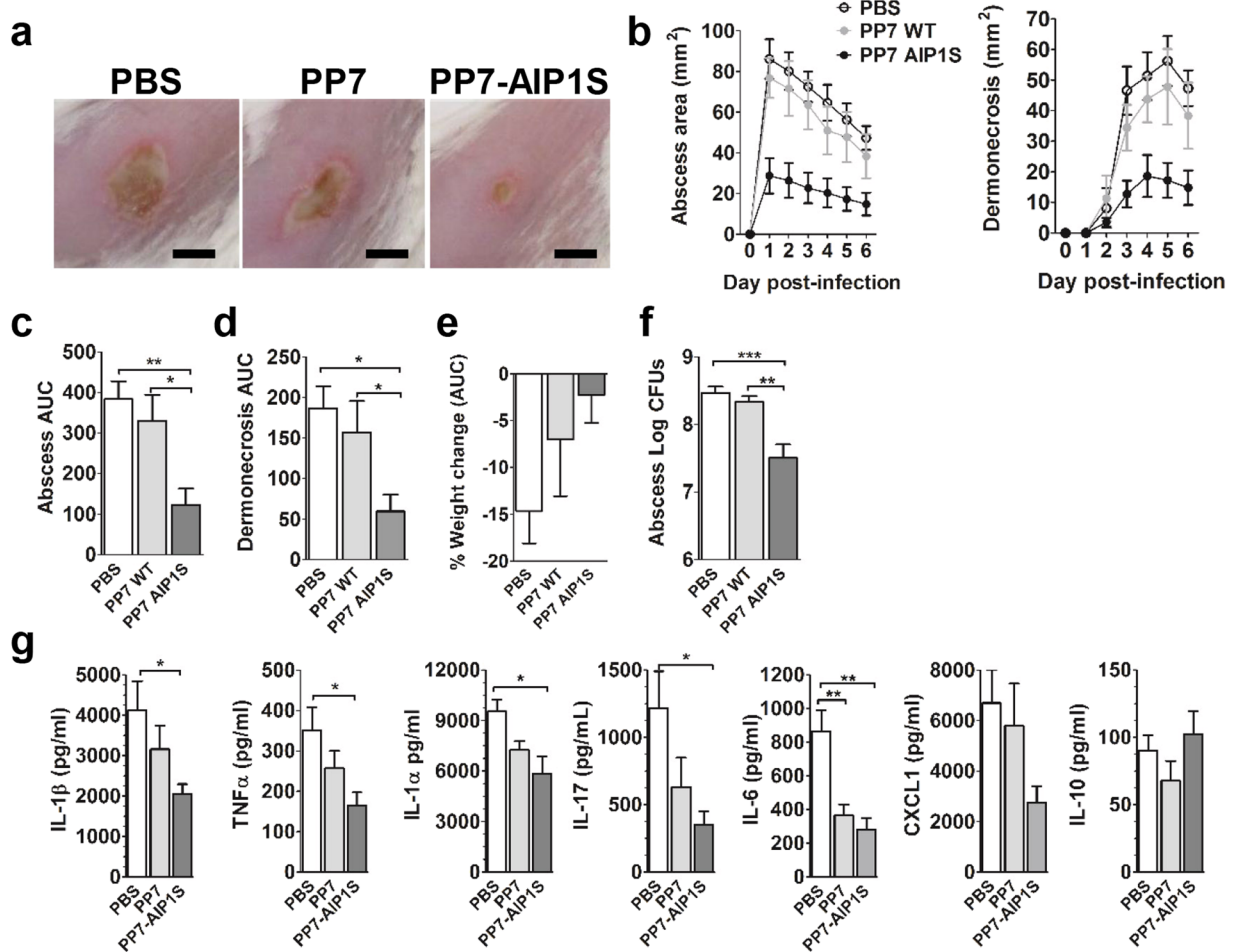 a
PBS
PP7
PP7-AIP1S
b
PBS
PP7 WT
PP7 AIP1S
Abscess area (mm²)
100
80
60
40
20
0
0 1 2 3 4 5 6
Day post-infection
Dermonecrosis (mm²)
70
60
50
40
30
20
10
0
0 1 2 3 4 5 6
Day post-infection
c
Abscess AUC
500
400
300
200
100
0
**
*
PBS
PP7 WT
PP7 AIP1S
d
Dermonecrosis AUC
250
200
150
100
50
0
*
*
PBS
PP7 WT
PP7 AIP1S
e
% Weight change (AUC)
0
-5
-10
-15
-20
PBS
PP7 WT
PP7 AIP1S
f
Abscess Log CFUs
9
8
7
6
***
**
PBS
PP7 WT
PP7 AIP1S
g
IL-1β (pg/ml)
5000
4000
3000
2000
1000
0
*
PBS
PP7
PP7-AIP1S
TNFα (pg/ml)
500
400
300
200
100
0
*
PBS
PP7
PP7-AIP1S
IL-1α pg/ml
12000
9000
6000
3000
0
*
PBS
PP7
PP7-AIP1S
IL-17 (pg/mL)
1500
1000
500
0
*
PBS
PP7
PP7-AIP1S
IL-6 (pg/ml)
1200
1000
800
600
400
200
0
**
**
PBS
PP7
PP7-AIP1S
CXCL1 (pg/ml)
8000
6000
4000
2000
0
PBS
PP7
PP7-AIP1S
IL-10 (pg/ml)
150
100
50
0
PBS
PP7
PP7-AIP1S